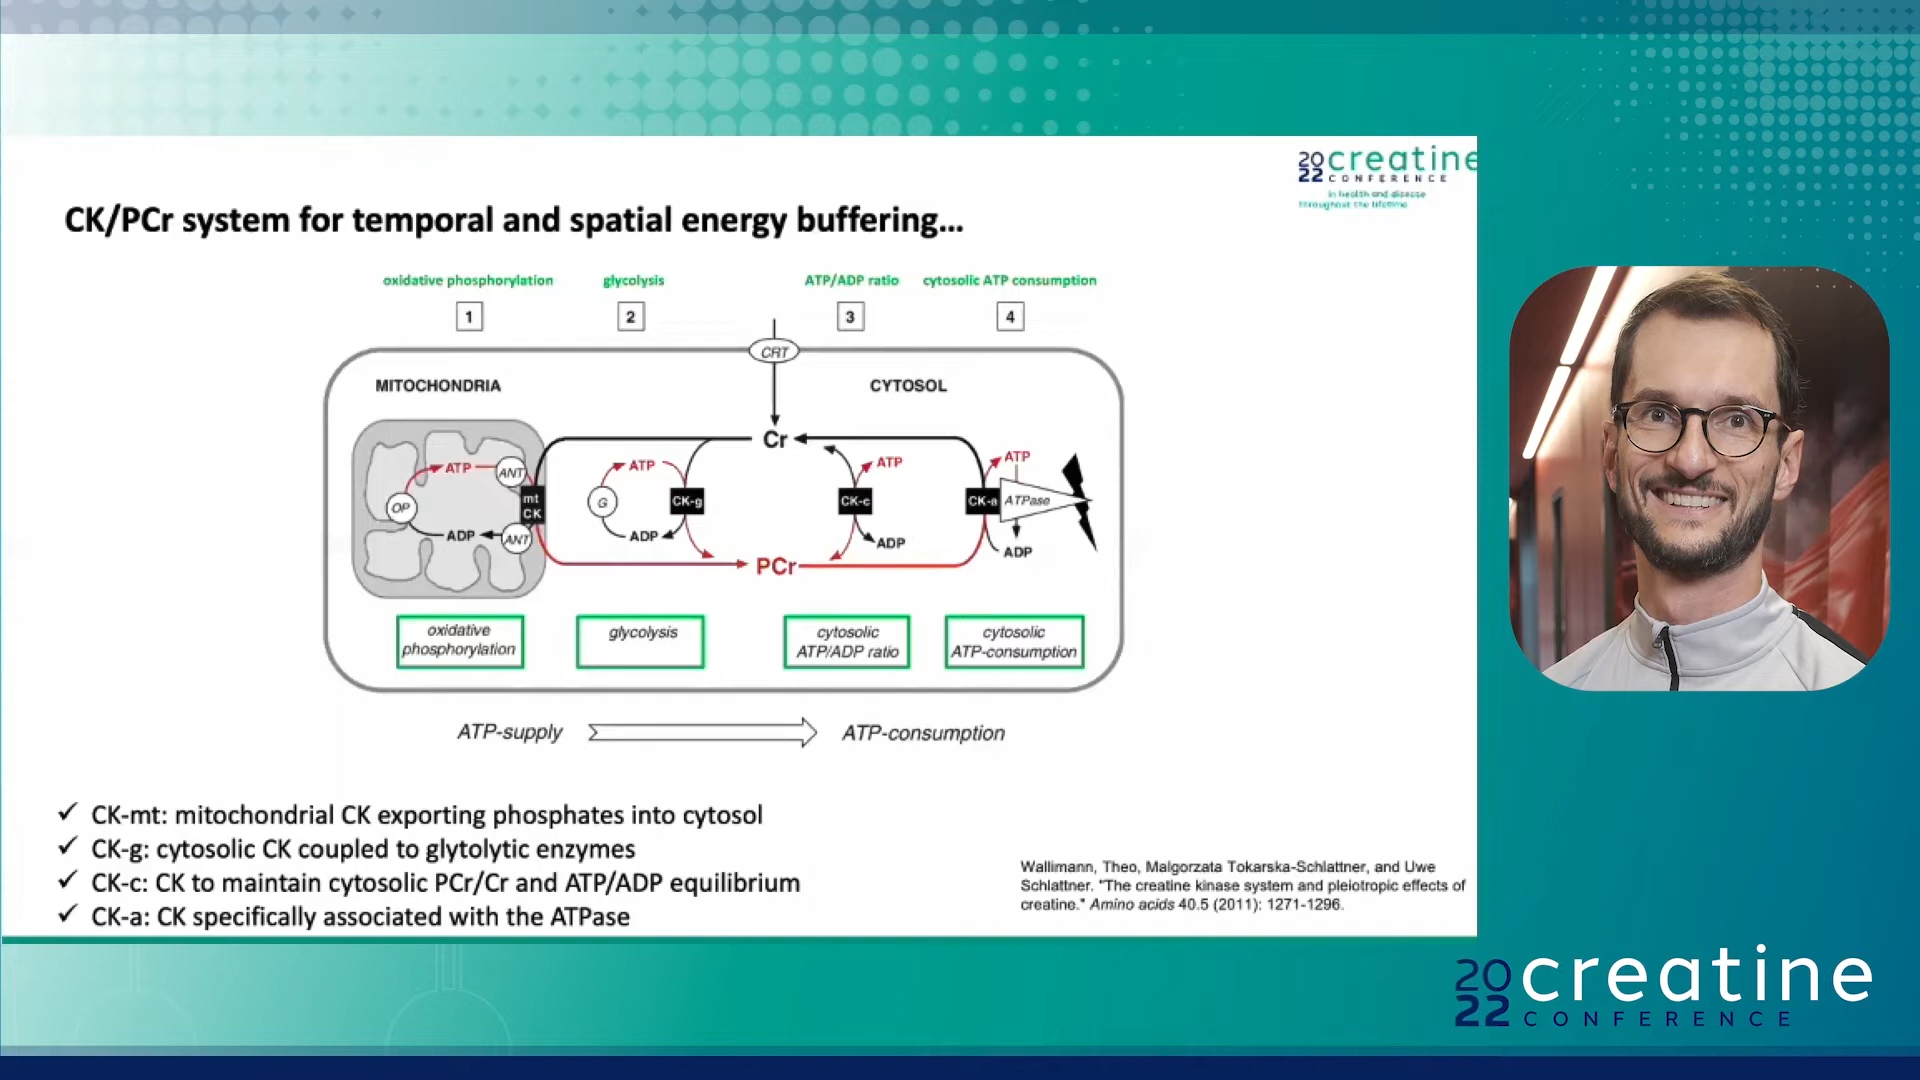 20 creatine
22 CONFERENCE
in health and disease
throughout the lifetime
CK/PCr system for temporal and spatial energy buffering...
oxidative phosphorylation
glycolysis
ATP/ADP ratio
cytosolic ATP consumption
1
2
3
4
CRT
MITOCHONDRIA
CYTOSOL
Cr
ATP
ANT
ATP
ATP
ATP
OP
mt
CK
G
CK-g
CK-c
CK-a
ATPase
ADP
ANT
ADP
ADP
ADP
PCr
oxidative
phosphorylation
glycolysis
cytosolic
ATP/ADP ratio
cytosolic
ATP-consumption
ATP-supply
ATP-consumption
✓ CK-mt: mitochondrial CK exporting phosphates into cytosol
✓ CK-g: cytosolic CK coupled to glytolytic enzymes
✓ CK-c: CK to maintain cytosolic PCr/Cr and ATP/ADP equilibrium
✓ CK-a: CK specifically associated with the ATPase
Wallimann, Theo, Malgorzata Tokarska-Schlattner, and Uwe
Schlattner. "The creatine kinase system and pleiotropic effects of
creatine." Amino acids 40.5 (2011): 1271-1296.
20 creatine
22 CONFERENCE